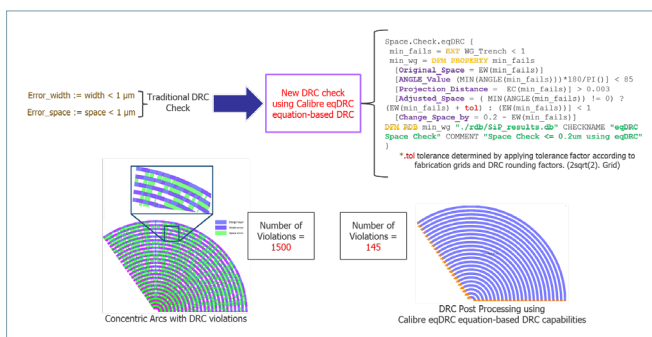 Error_width := width < 1 µm
Error_space := space < 1 µm
Traditional DRC
Check
New DRC check
using Calibre eqDRC
equation-based DRC
Space.Check.eqDRC {
min_fails = EXT WG_Trench < 1
min_wg = DFM PROPERTY min_fails
[Original_Space = EW(min_fails)]
[ANGLE_Value (MIN(ANGLE(min_fails)))*180/PI()] < 85
[Projection_Distance = EC(min_fails)] > 0.003
[Adjusted_Space = ( MIN(ANGLE(min_fails)) != 0) ?
(EW(min_fails) + tol) : (EW(min_fails))] < 1
[Change_Space_by = 0.2 - EW(min_fails)]
DFM RDB min_wg "./rdb/SiP_results.db" CHECKNAME "eqDRC
Space Check" COMMENT "Space Check <= 0.2um using eqDRC"
}
*.tol tolerance determined by applying tolerance factor according to
fabrication grids and DRC rounding factors. (2sqrt(2). Grid)
Number of
Violations =
1500
Number of
Violations =
145
Concentric Arcs with DRC violations
DRC Post Processing using
Calibre eqDRC equation-based DRC capabilities